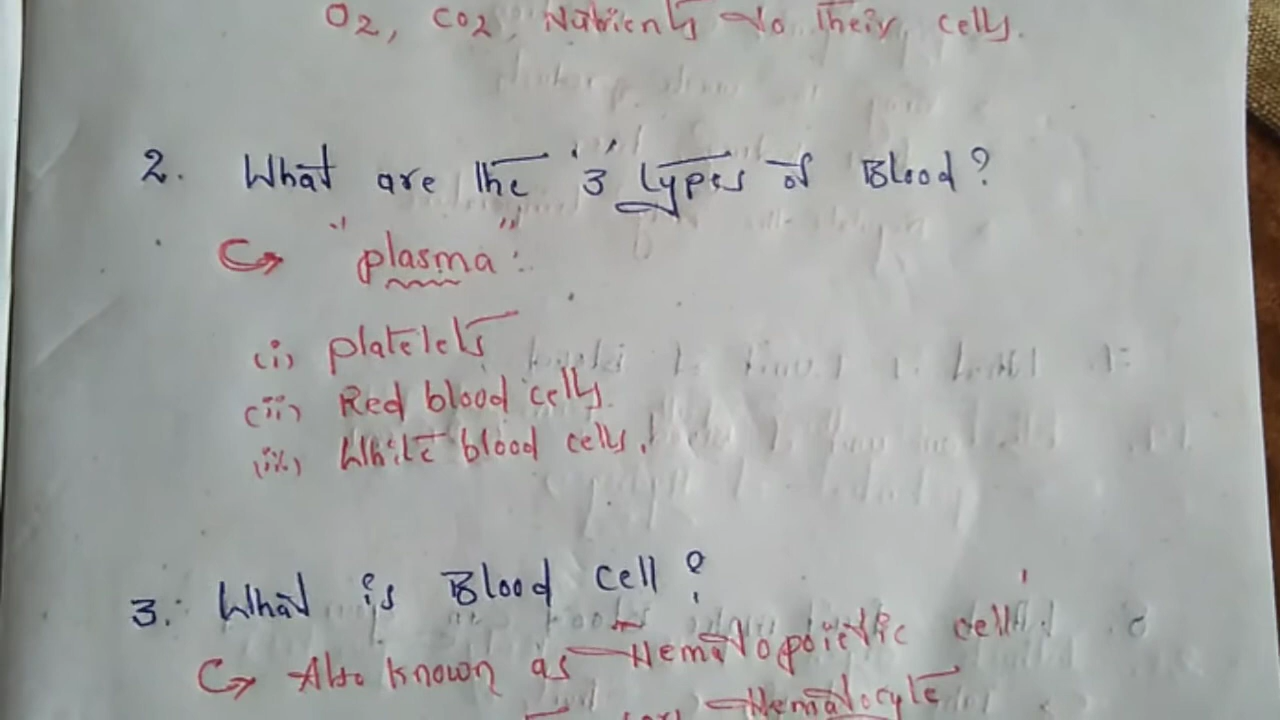 O2, CO2, Nutrients to Their cells.
2. What are the '3' types of Blood?
"plasma":
(i) platelets
(ii) Red blood cells.
(iii) White blood cells.
3. What is Blood cell?
Also known as Hematopoietic cell
(or) Hematocyte